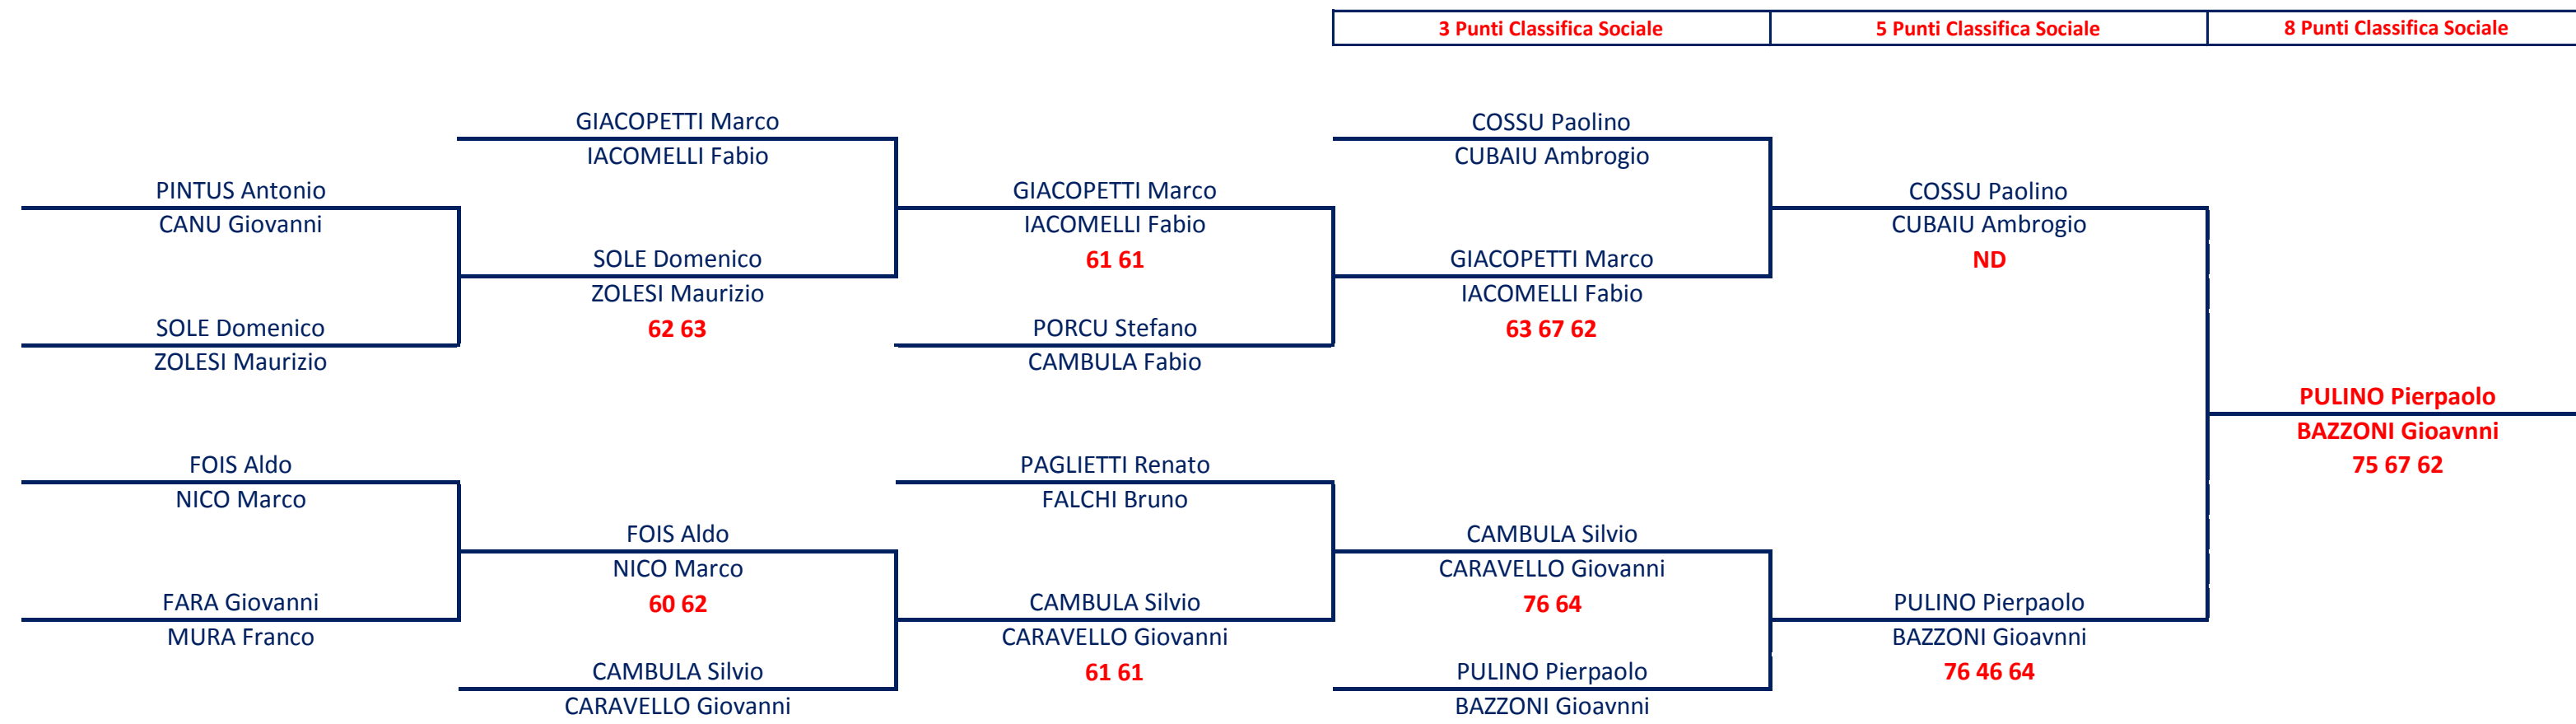 3 Punti Classifica Sociale 5 Punti Classifica Sociale 8 Punti Classifica Sociale
GIACOPETTI Marco COSSU Paolino
IACOMELLI Fabio CUBAIU Ambrogio
PINTUS Antonio GIACOPETTI Marco COSSU Paolino
CANU Giovanni IACOMELLI Fabio CUBAIU Ambrogio
SOLE Domenico 61 61 GIACOPETTI Marco ND
ZOLESI Maurizio IACOMELLI Fabio
SOLE Domenico 62 63 PORCU Stefano 63 67 62
ZOLESI Maurizio CAMBULA Fabio
PULINO Pierpaolo
BAZZONI Gioavnni
FOIS Aldo PAGLIETTI Renato 75 67 62
NICO Marco FALCHI Bruno
FOIS Aldo CAMBULA Silvio
NICO Marco CARAVELLO Giovanni
FARA Giovanni 60 62 CAMBULA Silvio 76 64 PULINO Pierpaolo
MURA Franco CARAVELLO Giovanni BAZZONI Gioavnni
CAMBULA Silvio 61 61 PULINO Pierpaolo 76 46 64
CARAVELLO Giovanni BAZZONI Gioavnni